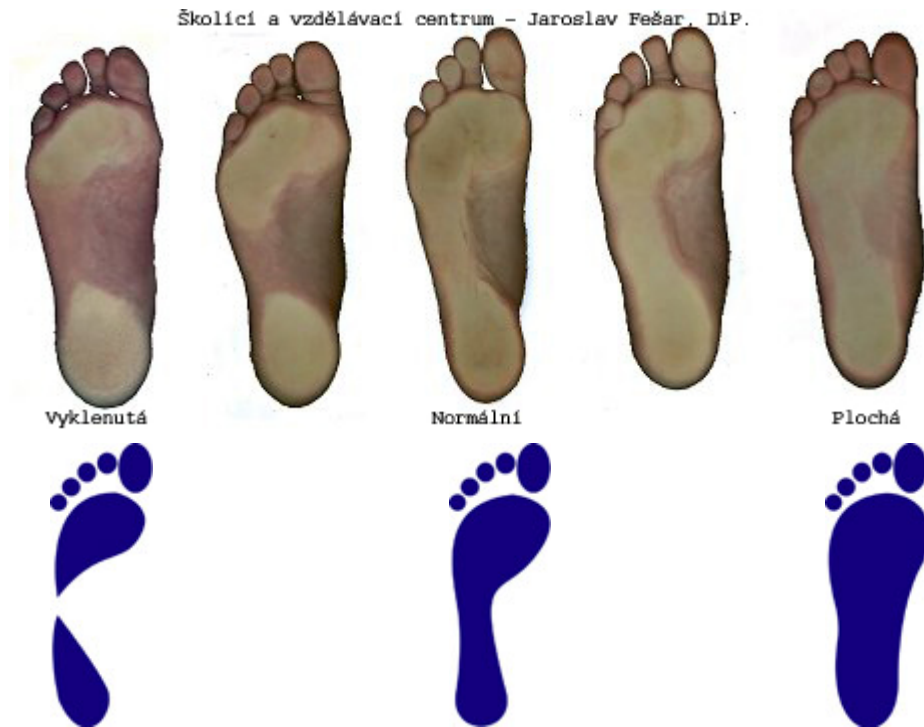 Školící a vzdělávací centrum - Jaroslav Fešar, DiP.
Vyklenutá
Normální
Plochá